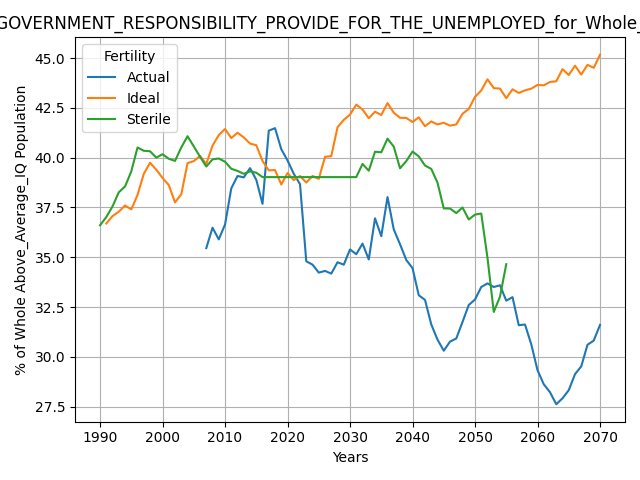 GOVERNMENT_RESPONSIBILITY_PROVIDE_FOR_THE_UNEMPLOYED_for_Whole_
Fertility
Actual
Ideal
Sterile
% of Whole Above_Average_IQ Population
45.0
42.5
40.0
37.5
35.0
32.5
30.0
27.5
1990 2000 2010 2020 2030 2040 2050 2060 2070
Years